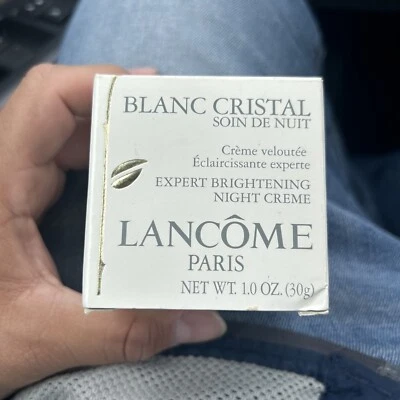 BLANC CRISTAL
SOIN DE NUIT
Crème veloutée
Éclaircissante experte
EXPERT BRIGHTENING
NIGHT CREME
LANCÔME
PARIS
NET WT. 1.0 OZ. (30g)